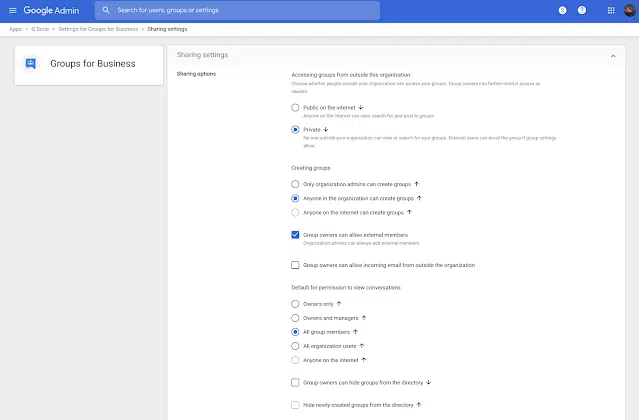 Google Admin
Search for users, groups or settings
Apps > G Suite > Settings for Groups for Business > Sharing settings
Groups for Business
Sharing settings
Sharing options
Accessing groups from outside this organization
Choose whether people outside your organization can access your groups. Group owners can further restrict access as
needed.
Public on the internet ↓
Anyone on the internet can view, search for, and post to groups
Private ↓
No one outside your organization can view or search for your groups. External users can email the group if group settings
allow
Creating groups
Only organization admins can create groups ↑
Anyone in the organization can create groups ↑
Anyone on the internet can create groups ↑
Group owners can allow external members
Organization admins can always add external members
Group owners can allow incoming email from outside the organization
Default for permission to view conversations
Owners only ↑
Owners and managers ↑
All group members ↑
All organization users ↑
Anyone on the internet ↑
Group owners can hide groups from the directory ↓
Hide newly created groups from the directory ↑